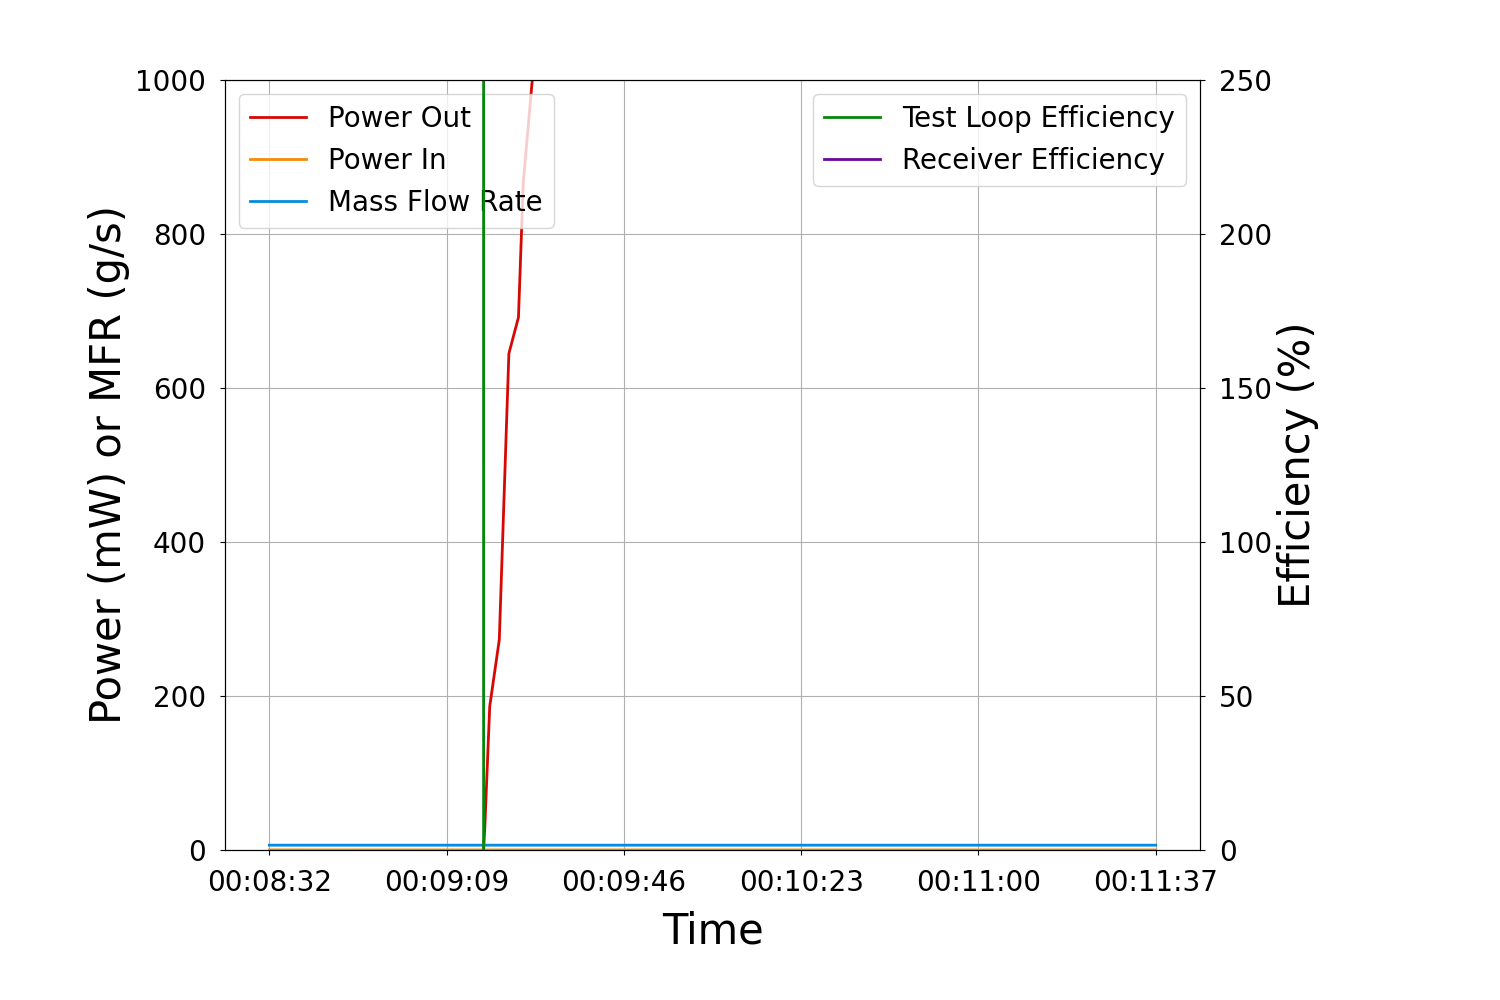 1000
800
600
400
200
0
Power (mW) or MFR (g/s)
Power Out
Power In
Mass Flow Rate
Test Loop Efficiency
Receiver Efficiency
250
200
150
100
50
0
Efficiency (%)
00:08:32 00:09:09 00:09:46 00:10:23 00:11:00 00:11:37
Time